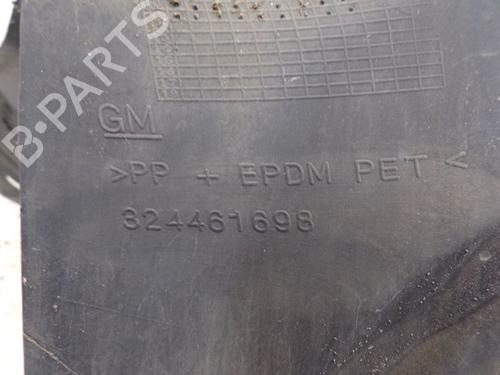 B-PARTS
GM
>PP + EPDM PET<
324461698